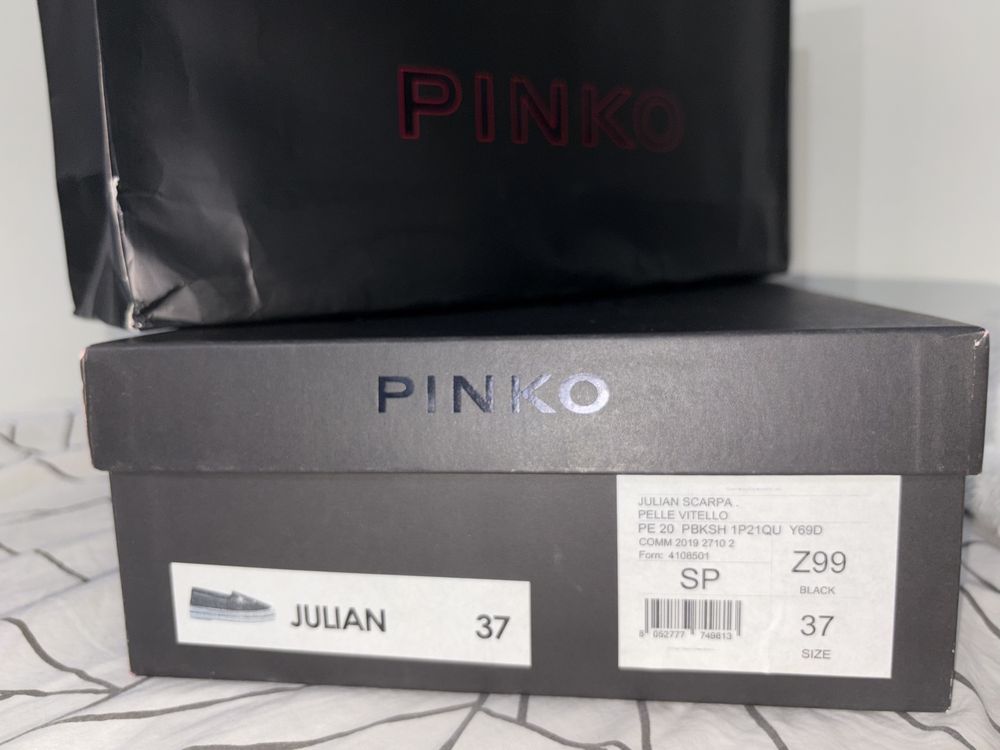 PINKO
PINKO
JULIAN SCARPA..
PELLE VITELLO
PE 20 PBKSH 1P21QU Y69D
COMM 2019 2710 2
Forn: 4108501
SP
Z99
BLACK
8 052777 749813
37
SIZE
JULIAN 37